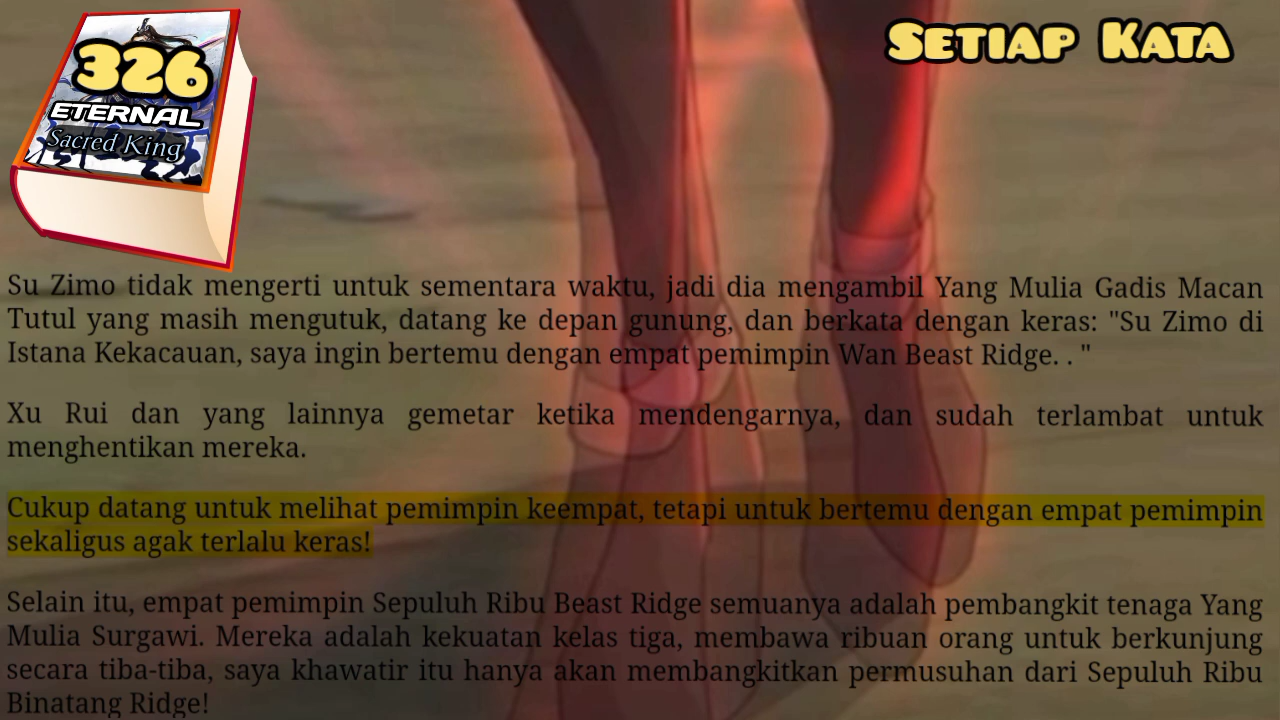 326
ETERNAL
Sacred King
SETIAP KATA
Su Zimo tidak mengerti untuk sementara waktu, jadi dia mengambil Yang Mulia Gadis Macan
Tutul yang masih mengutuk, datang ke depan gunung, dan berkata dengan keras: "Su Zimo di
Istana Kekacauan, saya ingin bertemu dengan empat pemimpin Wan Beast Ridge. . "
Xu Rui dan yang lainnya gemetar ketika mendengarnya, dan sudah terlambat untuk
menghentikan mereka.
Cukup datang untuk melihat pemimpin keempat, tetapi untuk bertemu dengan empat pemimpin
sekaligus agak terlalu keras!
Selain itu, empat pemimpin Sepuluh Ribu Beast Ridge semuanya adalah pembangkit tenaga Yang
Mulia Surgawi. Mereka adalah kekuatan kelas tiga, membawa ribuan orang untuk berkunjung
secara tiba-tiba, saya khawatir itu hanya akan membangkitkan permusuhan dari Sepuluh Ribu
Binatang Ridge!